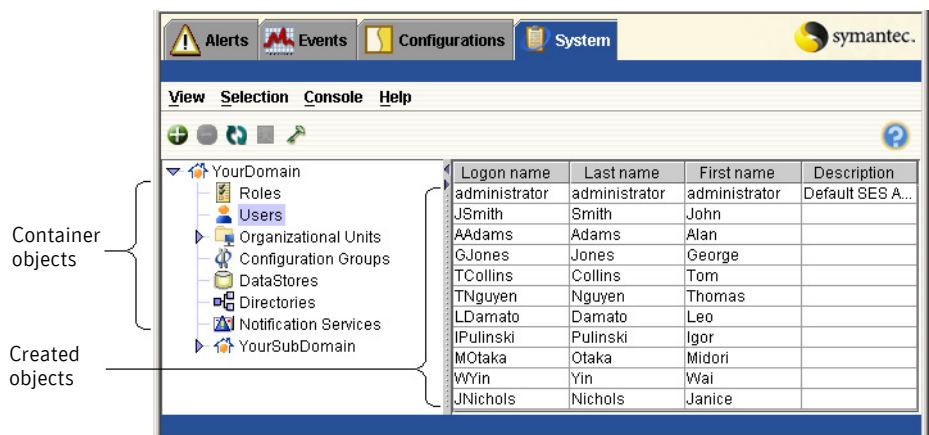 Alerts Events Configurations System symantec.
View Selection Console Help
YourDomain
Roles
Users
Organizational Units
Configuration Groups
DataStores
Directories
Notification Services
YourSubDomain
Container
objects
Created
objects
Logon name Last name First name Description
administrator administrator administrator Default SES A...
JSmith Smith John
AAdams Adams Alan
GJones Jones George
TCollins Collins Tom
TNguyen Nguyen Thomas
LDamato Damato Leo
IPulinski Pulinski Igor
MOtaka Otaka Midori
WYin Yin Wai
JNichols Nichols Janice